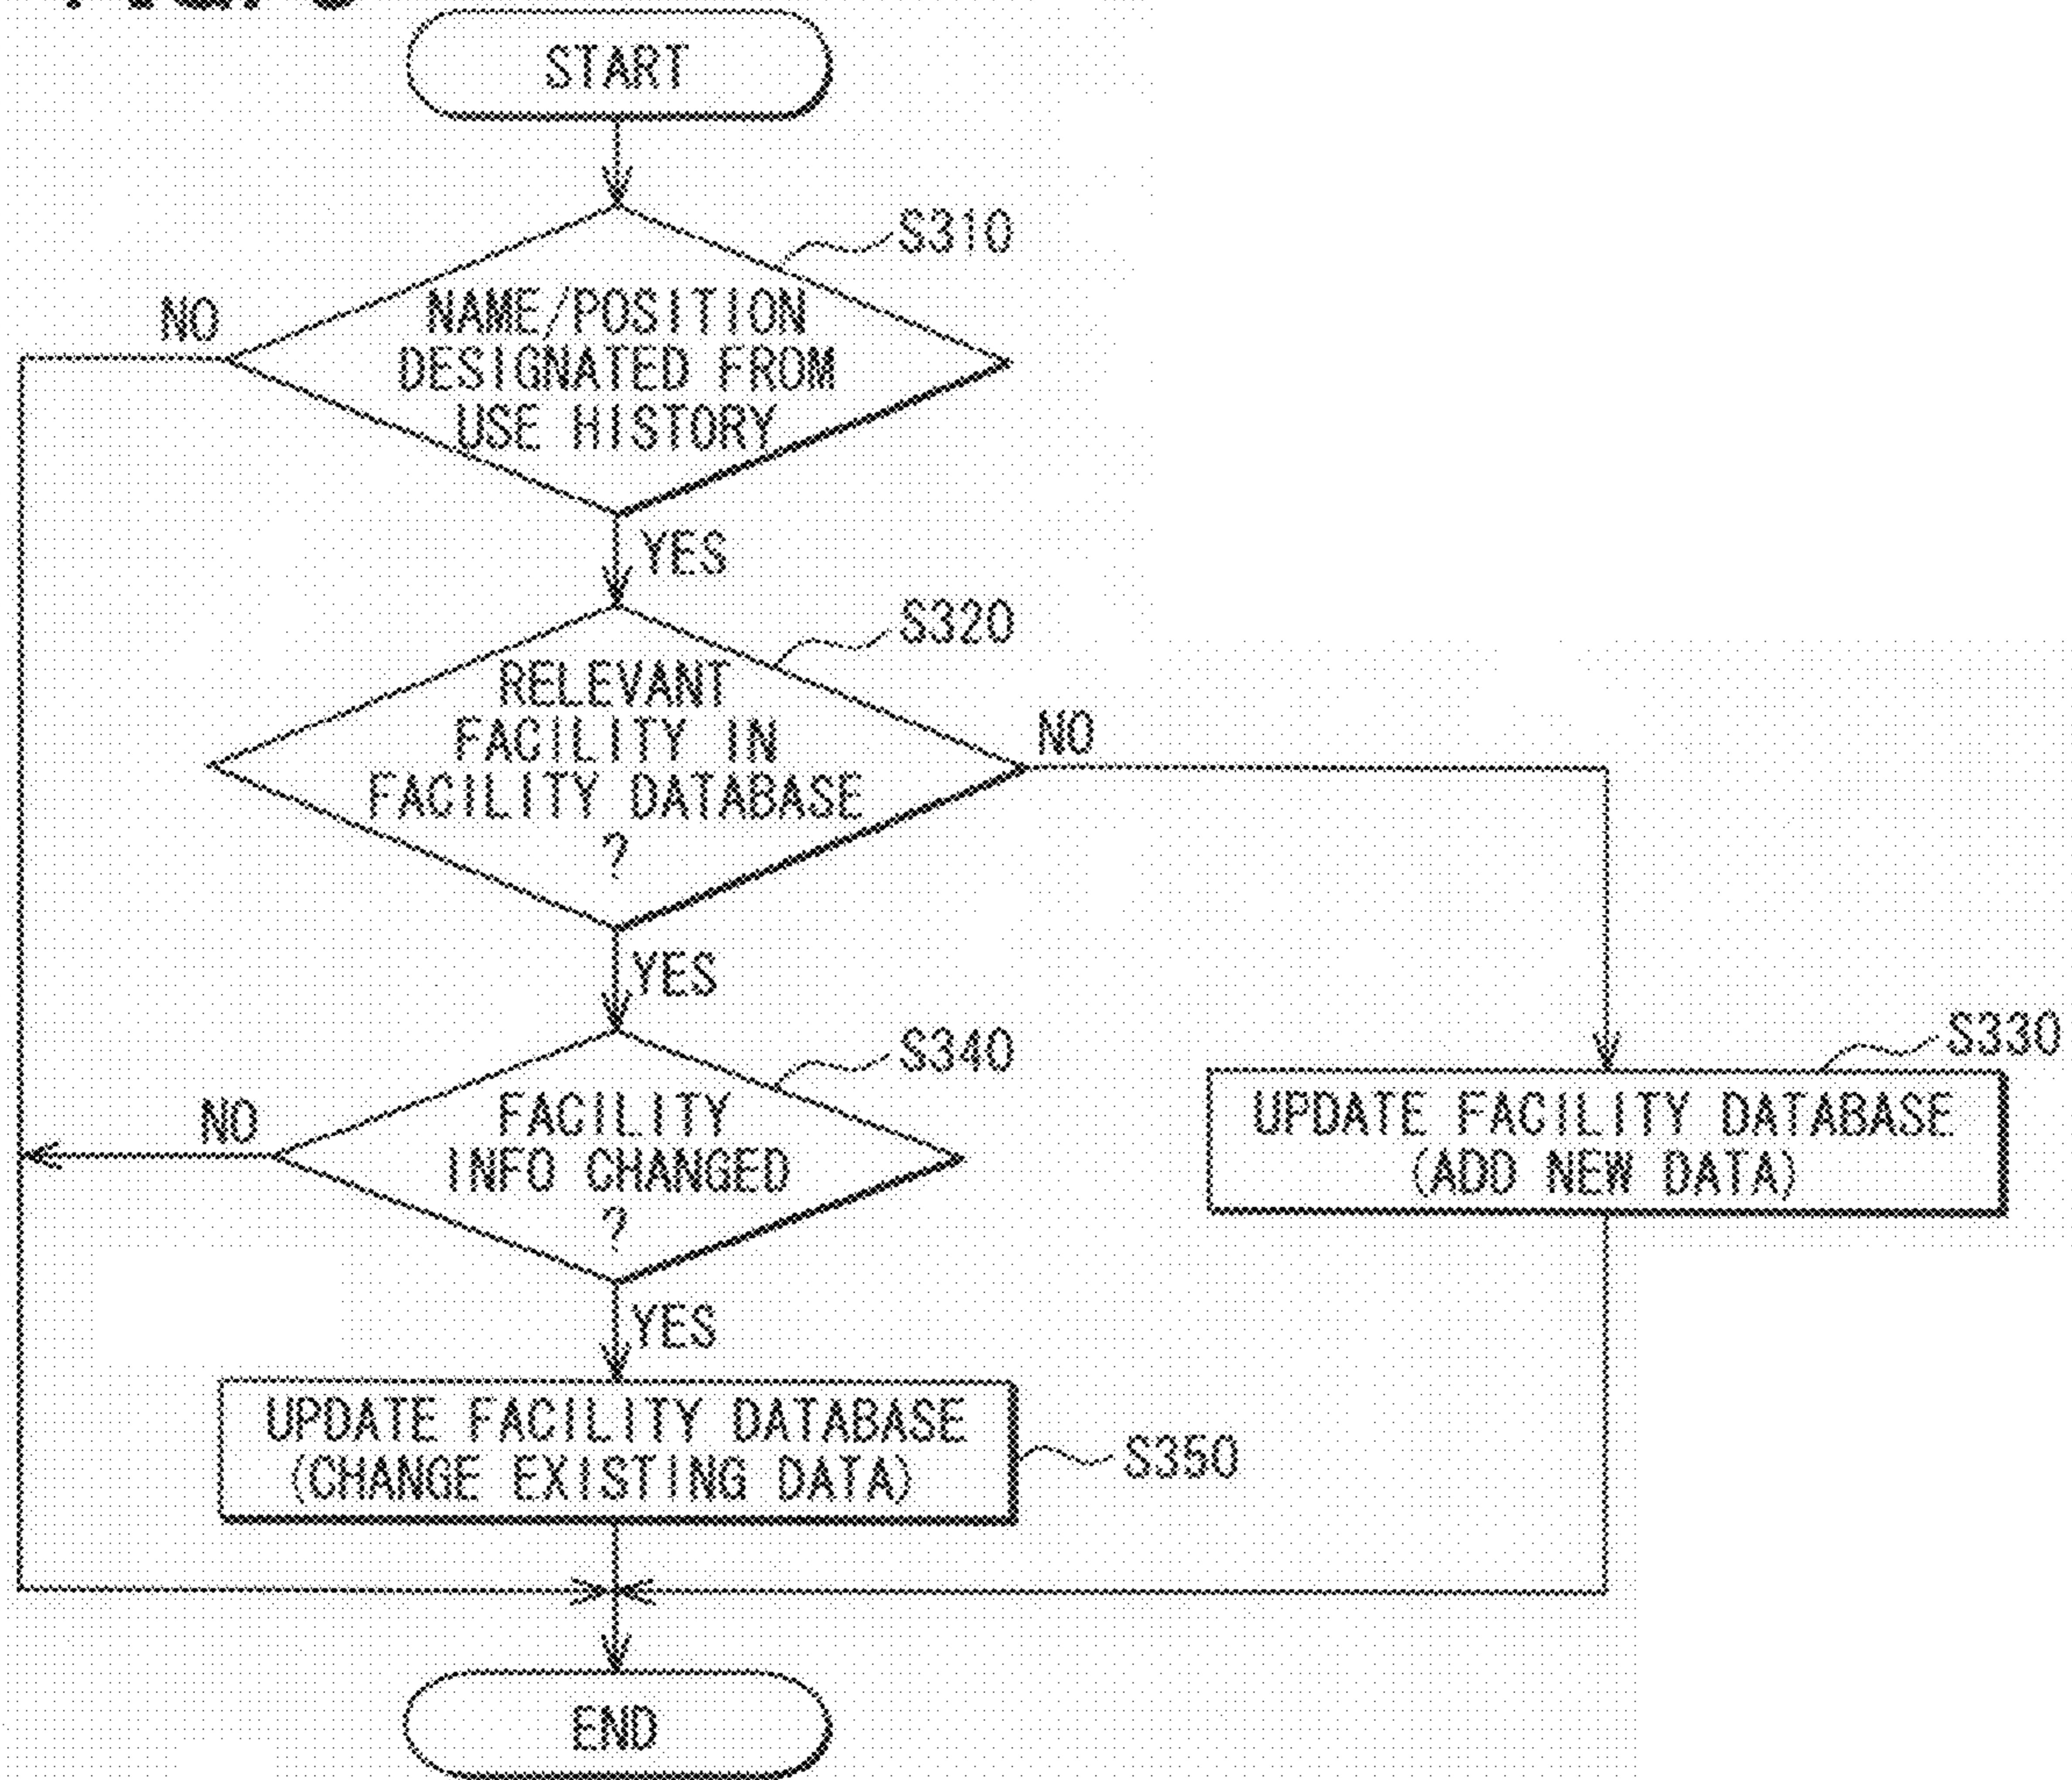 START
S310
NO
NAME/POSITION
DESIGNATED FROM
USE HISTORY
YES
S320
RELEVANT
FACILITY IN
FACILITY DATABASE
?
NO
YES
S340
S330
NO
FACILITY
INFO CHANGED
?
UPDATE FACILITY DATABASE
(ADD NEW DATA)
YES
UPDATE FACILITY DATABASE
(CHANGE EXISTING DATA)
S350
END